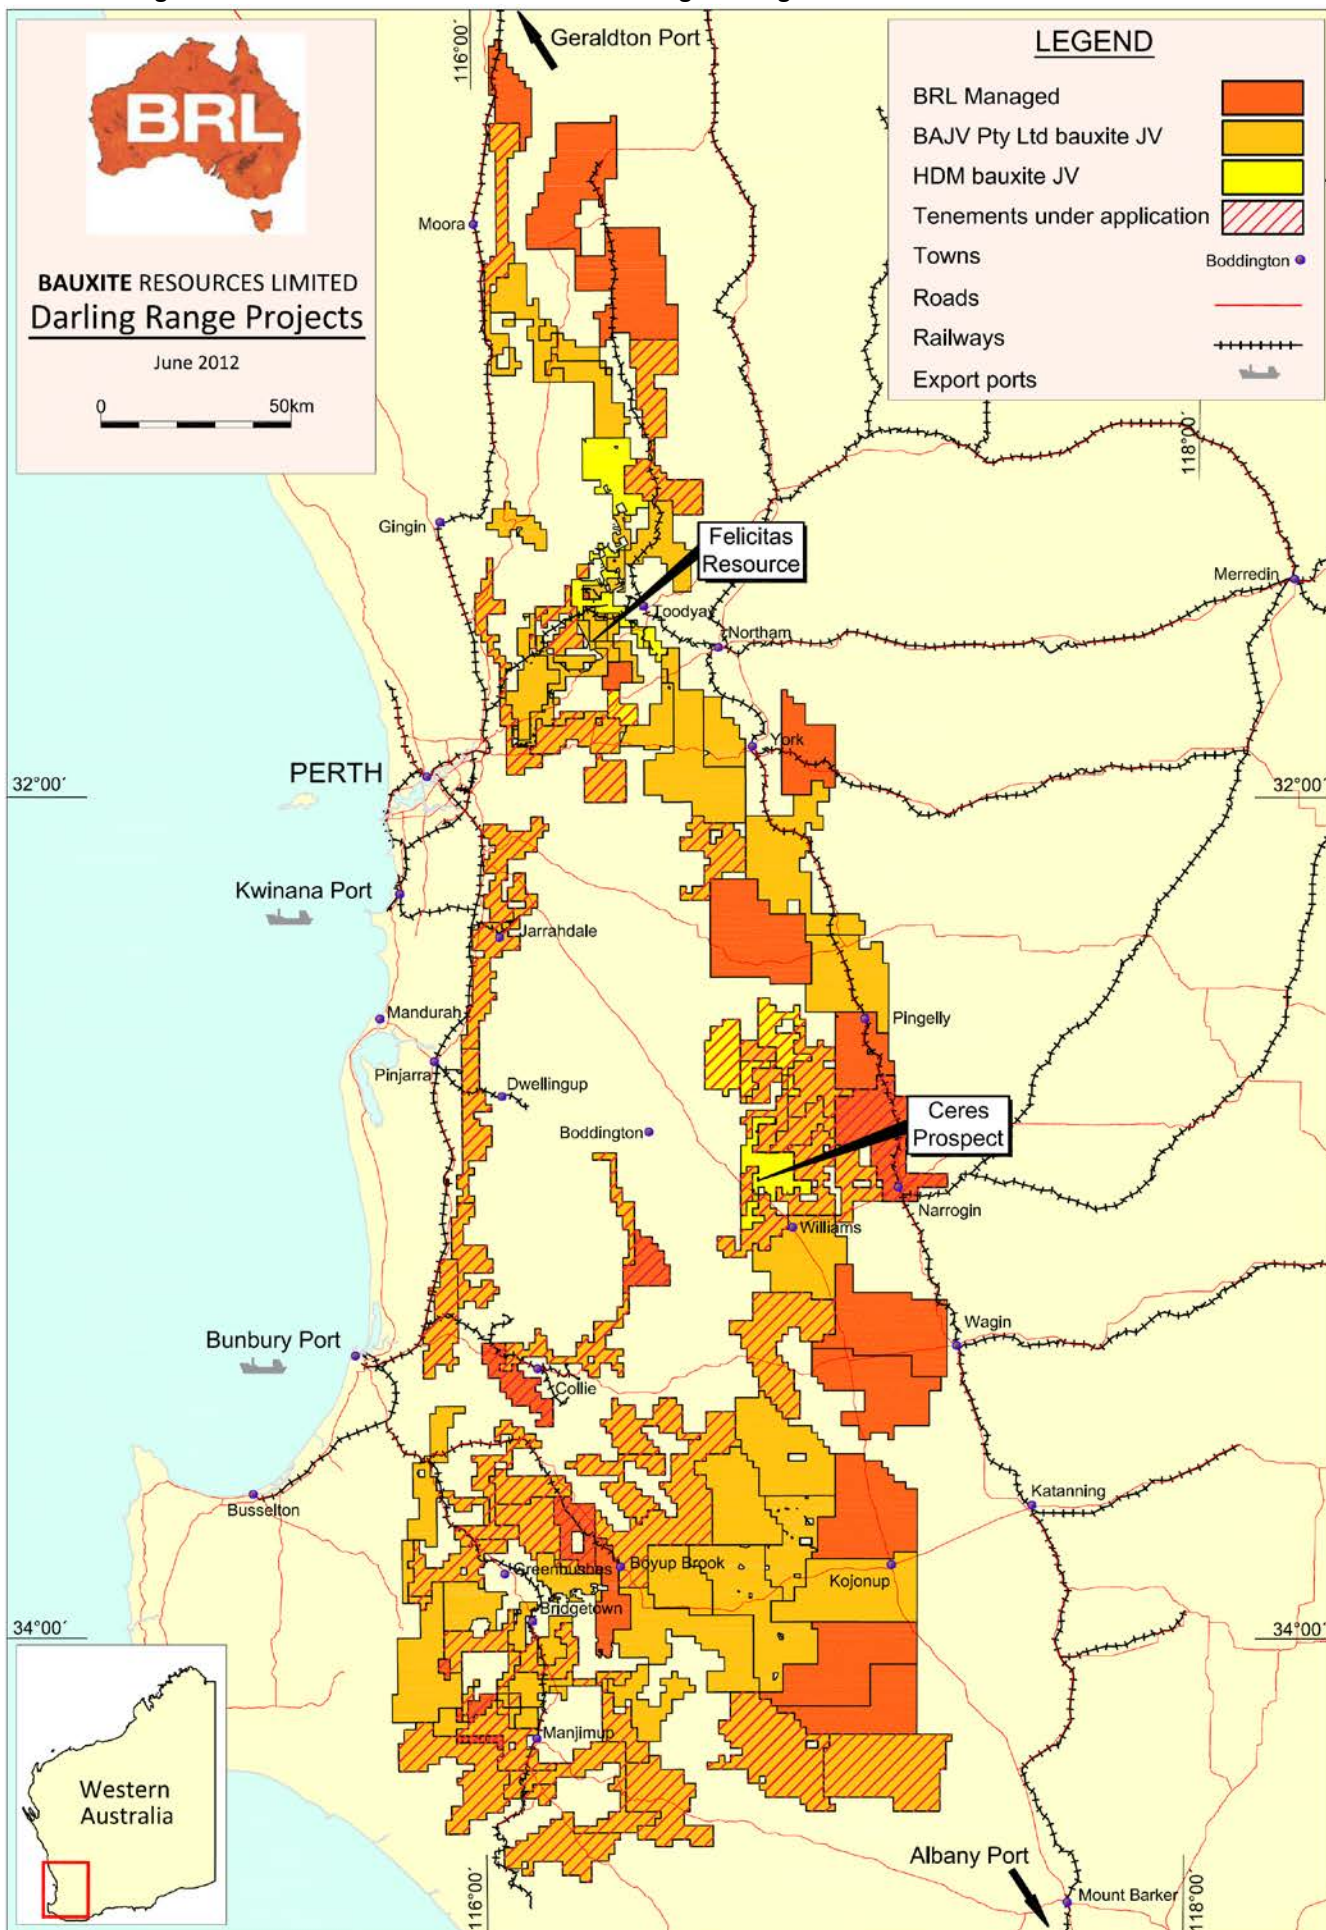 116°00´
Geraldton Port
BRL
BAUXITE RESOURCES LIMITED
Darling Range Projects
June 2012
0 50km
LEGEND
BRL Managed
BAJV Pty Ltd bauxite JV
HDM bauxite JV
Tenements under application
Towns
Boddington
Roads
Railways
Export ports
118°00´
Moora
Gingin
Felicitas
Resource
Merredin
Toodyay
Northam
York
PERTH
32°00´
32°00´
Kwinana Port
Jarrahdale
Mandurah
Pingelly
Pinjarra
Dwellingup
Boddington
Ceres
Prospect
Narrogin
Williams
Bunbury Port
Wagin
Collie
Busselton
Katanning
Greenbushes
Boyup Brook
Kojonup
Bridgetown
34°00´
34°00´
Manjimup
Western
Australia
Albany Port
Mount Barker
116°00´
118°00´